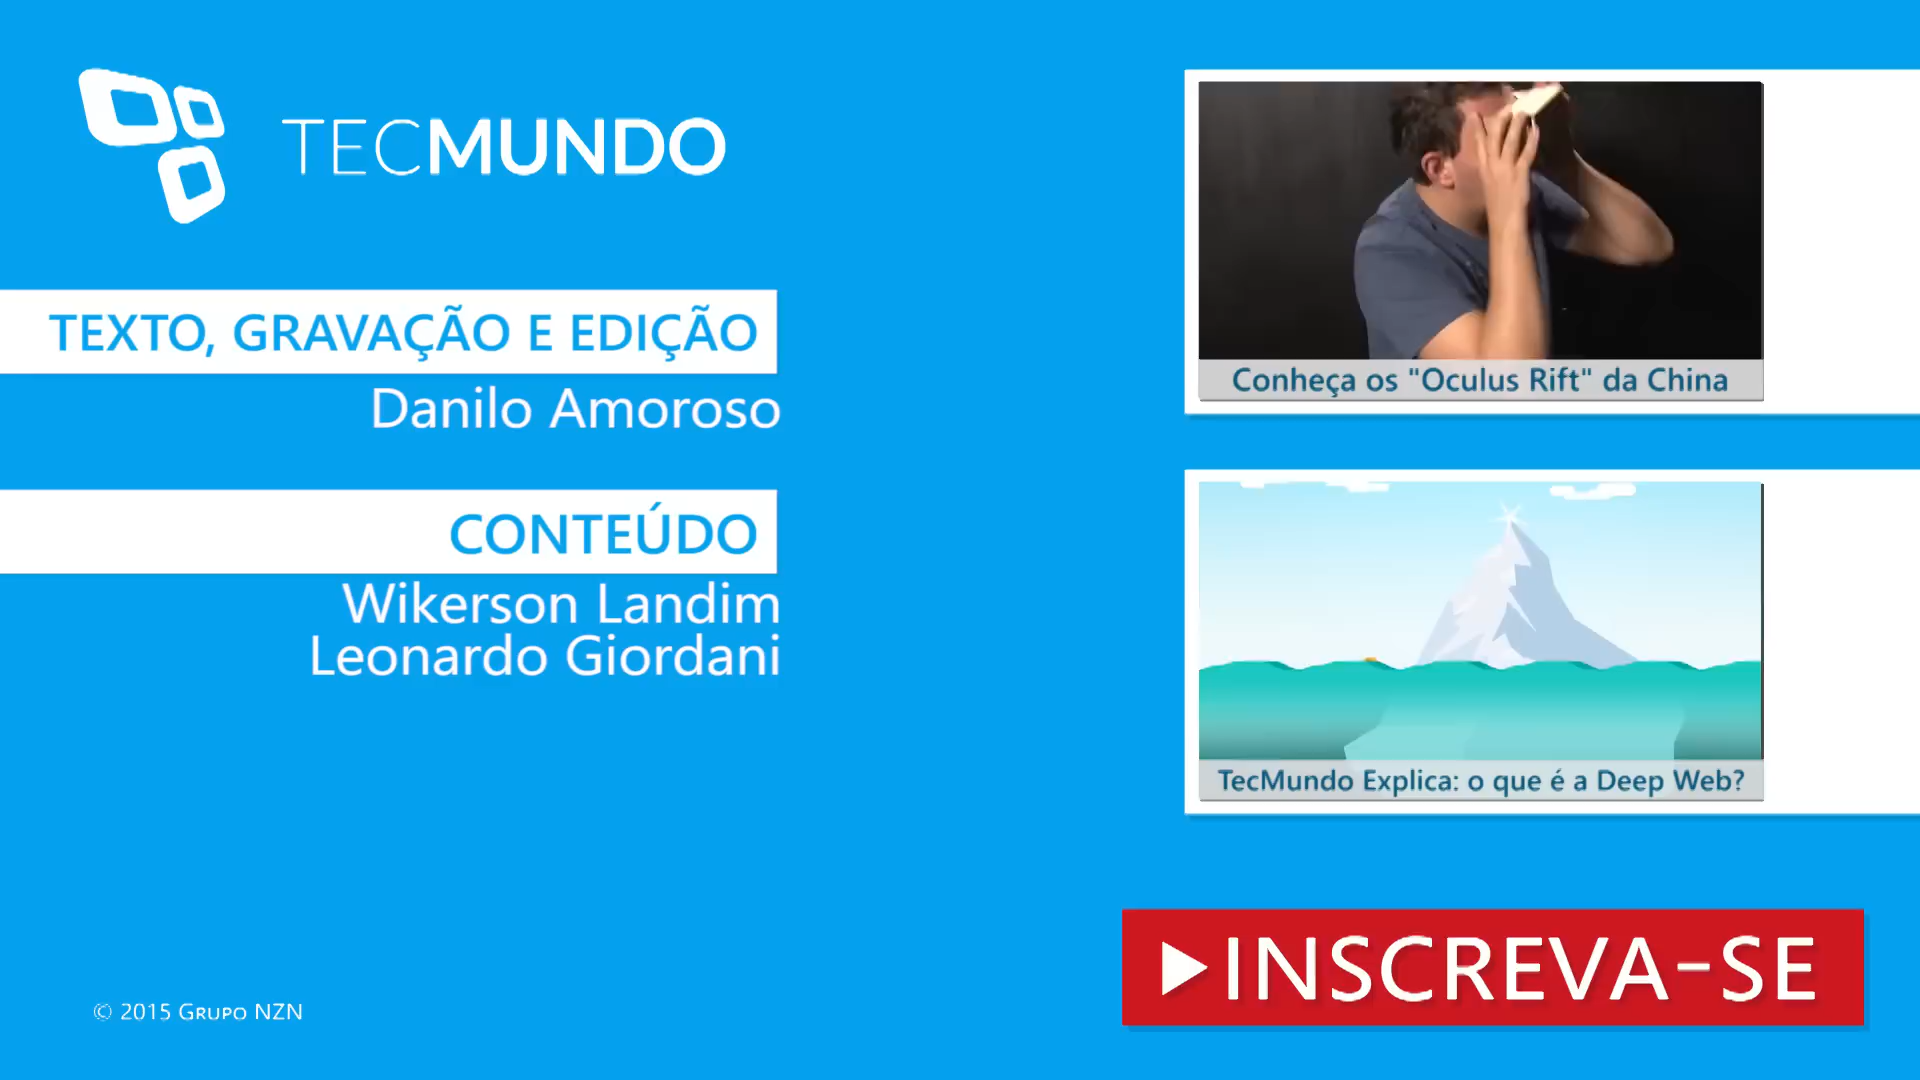 TECMUNDO
TEXTO, GRAVAÇÃO E EDIÇÃO
Danilo Amoroso
CONTEÚDO
Wikerson Landim
Leonardo Giordani
© 2015 GRUPO NZN
Conheça os "Oculus Rift" da China
TecMundo Explica: o que é a Deep Web?
INSCREVA-SE